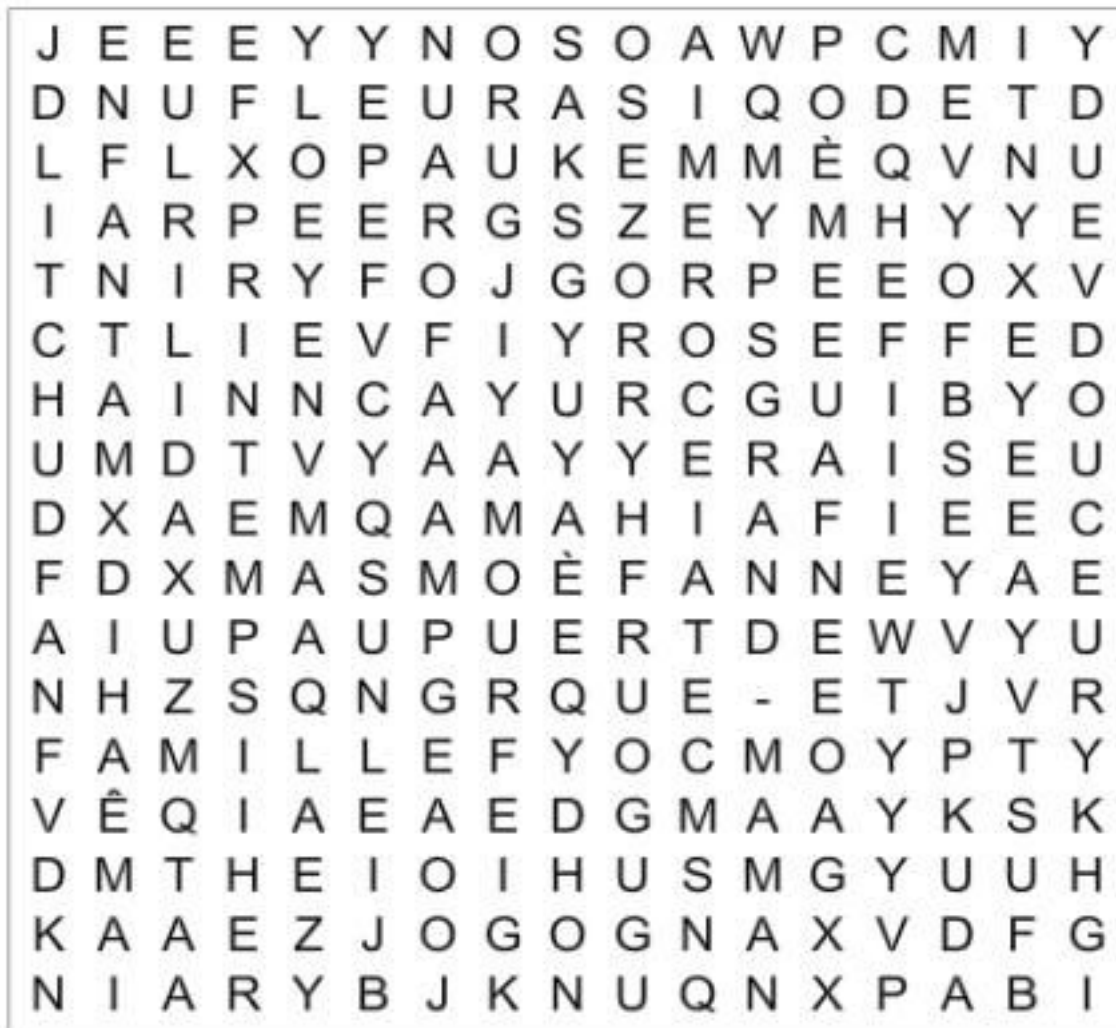 J E E E Y Y N O S O A W P C M I Y
D N U F L E U R A S I Q O D E T D
L F L X O P A U K E M M È Q V N U
I A R P E E R G S Z E Y M H Y Y E
T N I R Y F O J G O R P E E O X V
C T L I E V F I Y R O S E F F E D
H A I N N C A Y U R C G U I B Y O
U M D T V Y A A Y Y E R A I S E U
D X A E M Q A M A H I A F I E E C
F D X M A S M O È F A N N E Y A E
A I U P A U P U E R T D E W V Y U
N H Z S Q N G R Q U E - E T J V R
F A M I L L E F Y O C M O Y P T Y
V Ê Q I A E A E D G M A A Y K S K
D M T H E I O I H U S M G Y U U H
K A A E Z J O G O G N A X V D F G
N I A R Y B J K N U Q N X P A B I